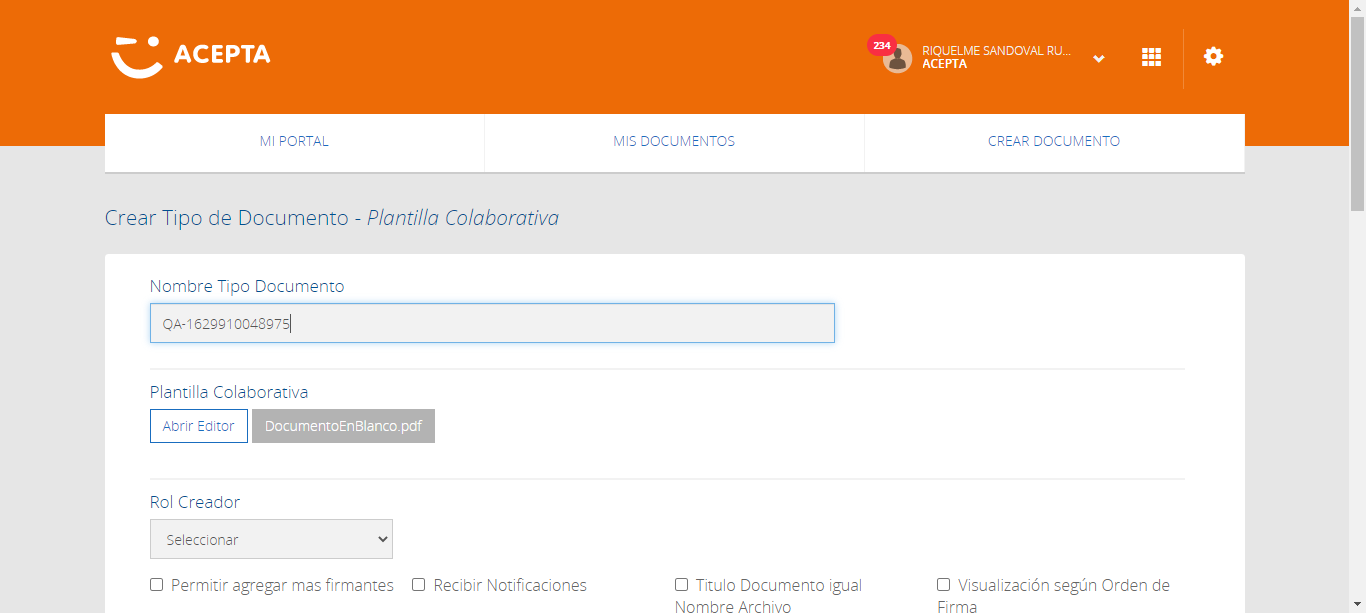 ACEPTA
234
RIQUELME SANDOVAL RU...
ACEPTA
MI PORTAL
MIS DOCUMENTOS
CREAR DOCUMENTO
Crear Tipo de Documento - Plantilla Colaborativa
Nombre Tipo Documento
QA-1629910048975
Plantilla Colaborativa
Abrir Editor
DocumentoEnBlanco.pdf
Rol Creador
Seleccionar
Permitir agregar mas firmantes
Recibir Notificaciones
Titulo Documento igual
Nombre Archivo
Visualización según Orden de
Firma